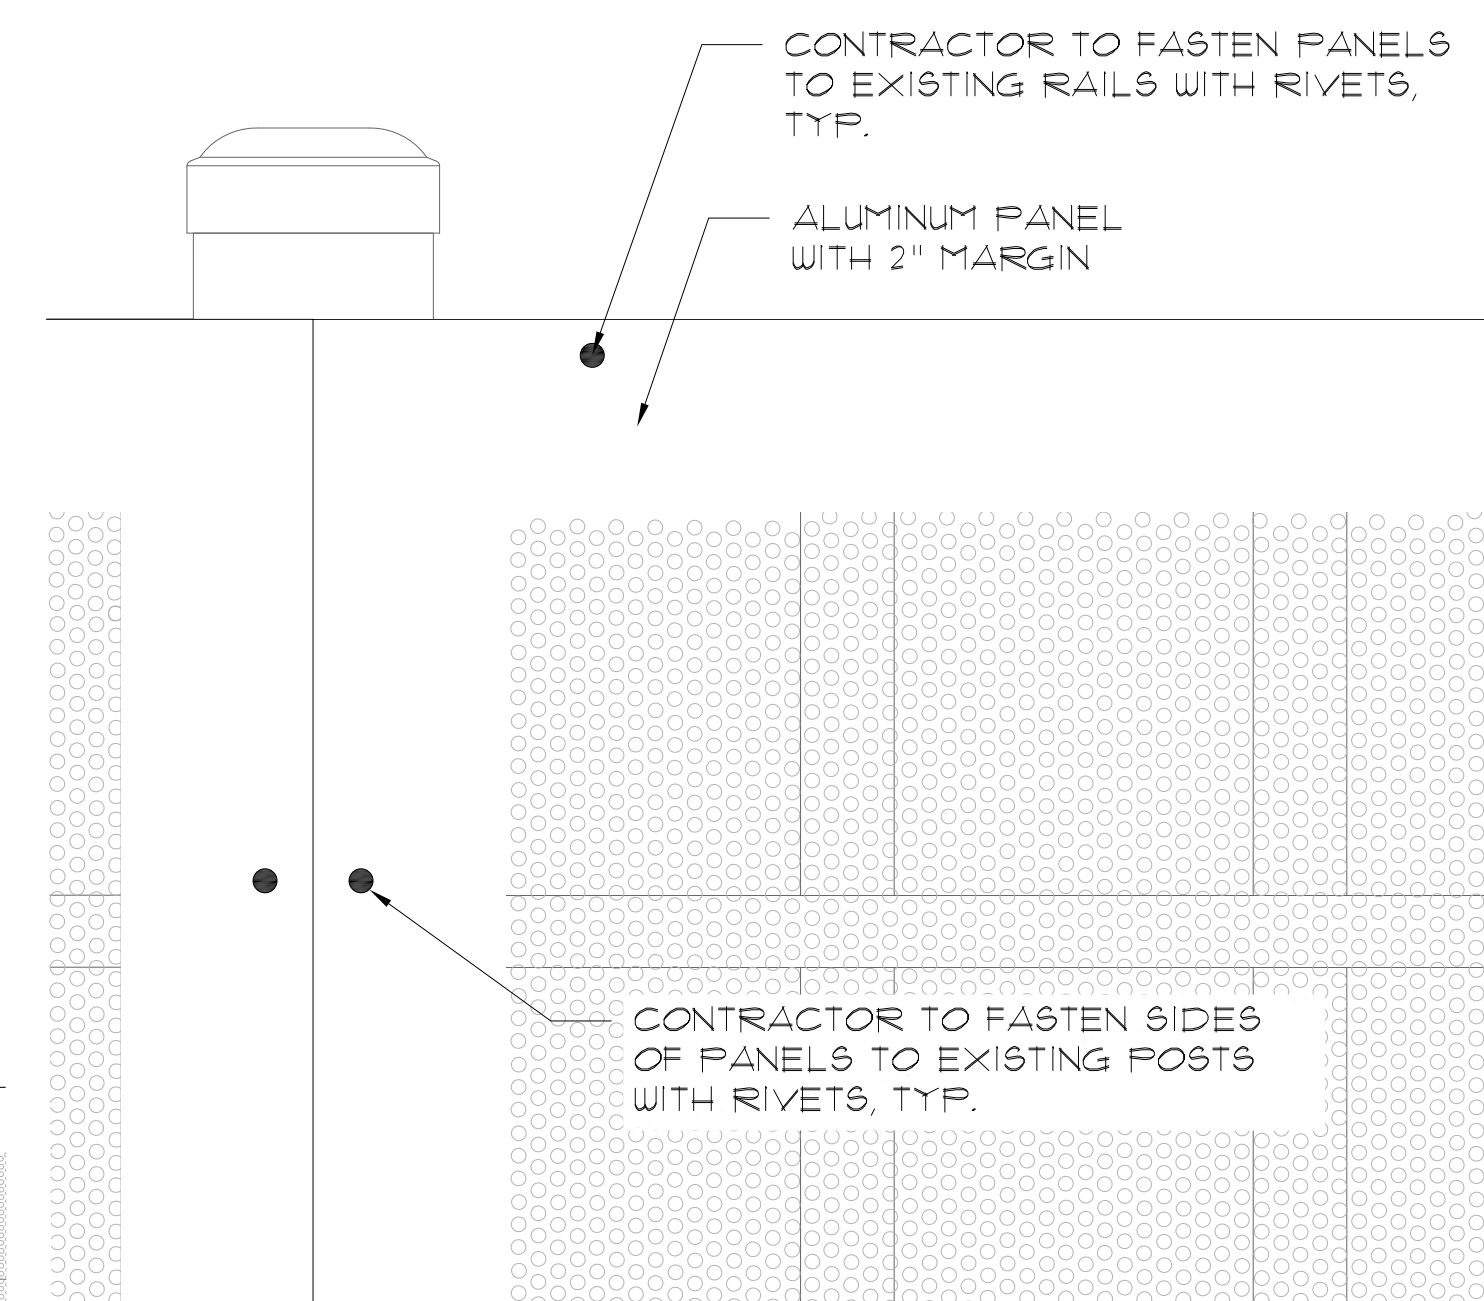 CONTRACTOR TO FASTEN PANELS
TO EXISTING RAILS WITH RIVETS,
TYP.
ALUMINUM PANEL
WITH 2" MARGIN
CONTRACTOR TO FASTEN SIDES
OF PANELS TO EXISTING POSTS
WITH RIVETS, TYP.